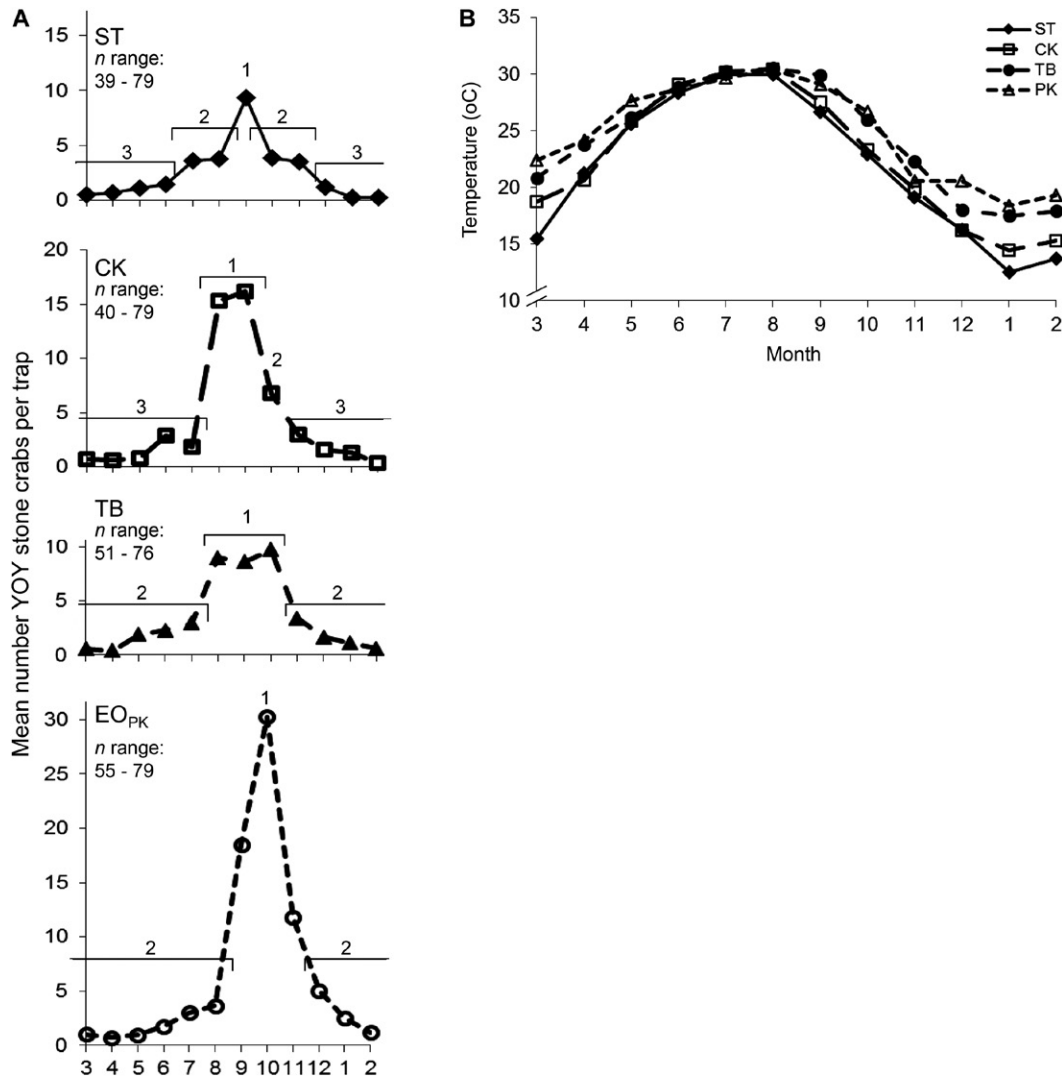 A
Mean number YOY stone crabs per trap
15
10
5
0
ST
n range:
39 - 79
3
2
1
2
3
20
15
10
5
0
CK
n range:
40 - 79
3
1
2
3
10
5
0
TB
n range:
51 - 76
2
1
2
30
25
20
15
10
5
0
EOPK
n range:
55 - 79
2
1
2
3 4 5 6 7 8 9 10 11 12 1 2
B
Temperature (oC)
35
30
25
20
15
10
ST
CK
TB
PK
3 4 5 6 7 8 9 10 11 12 1 2
Month